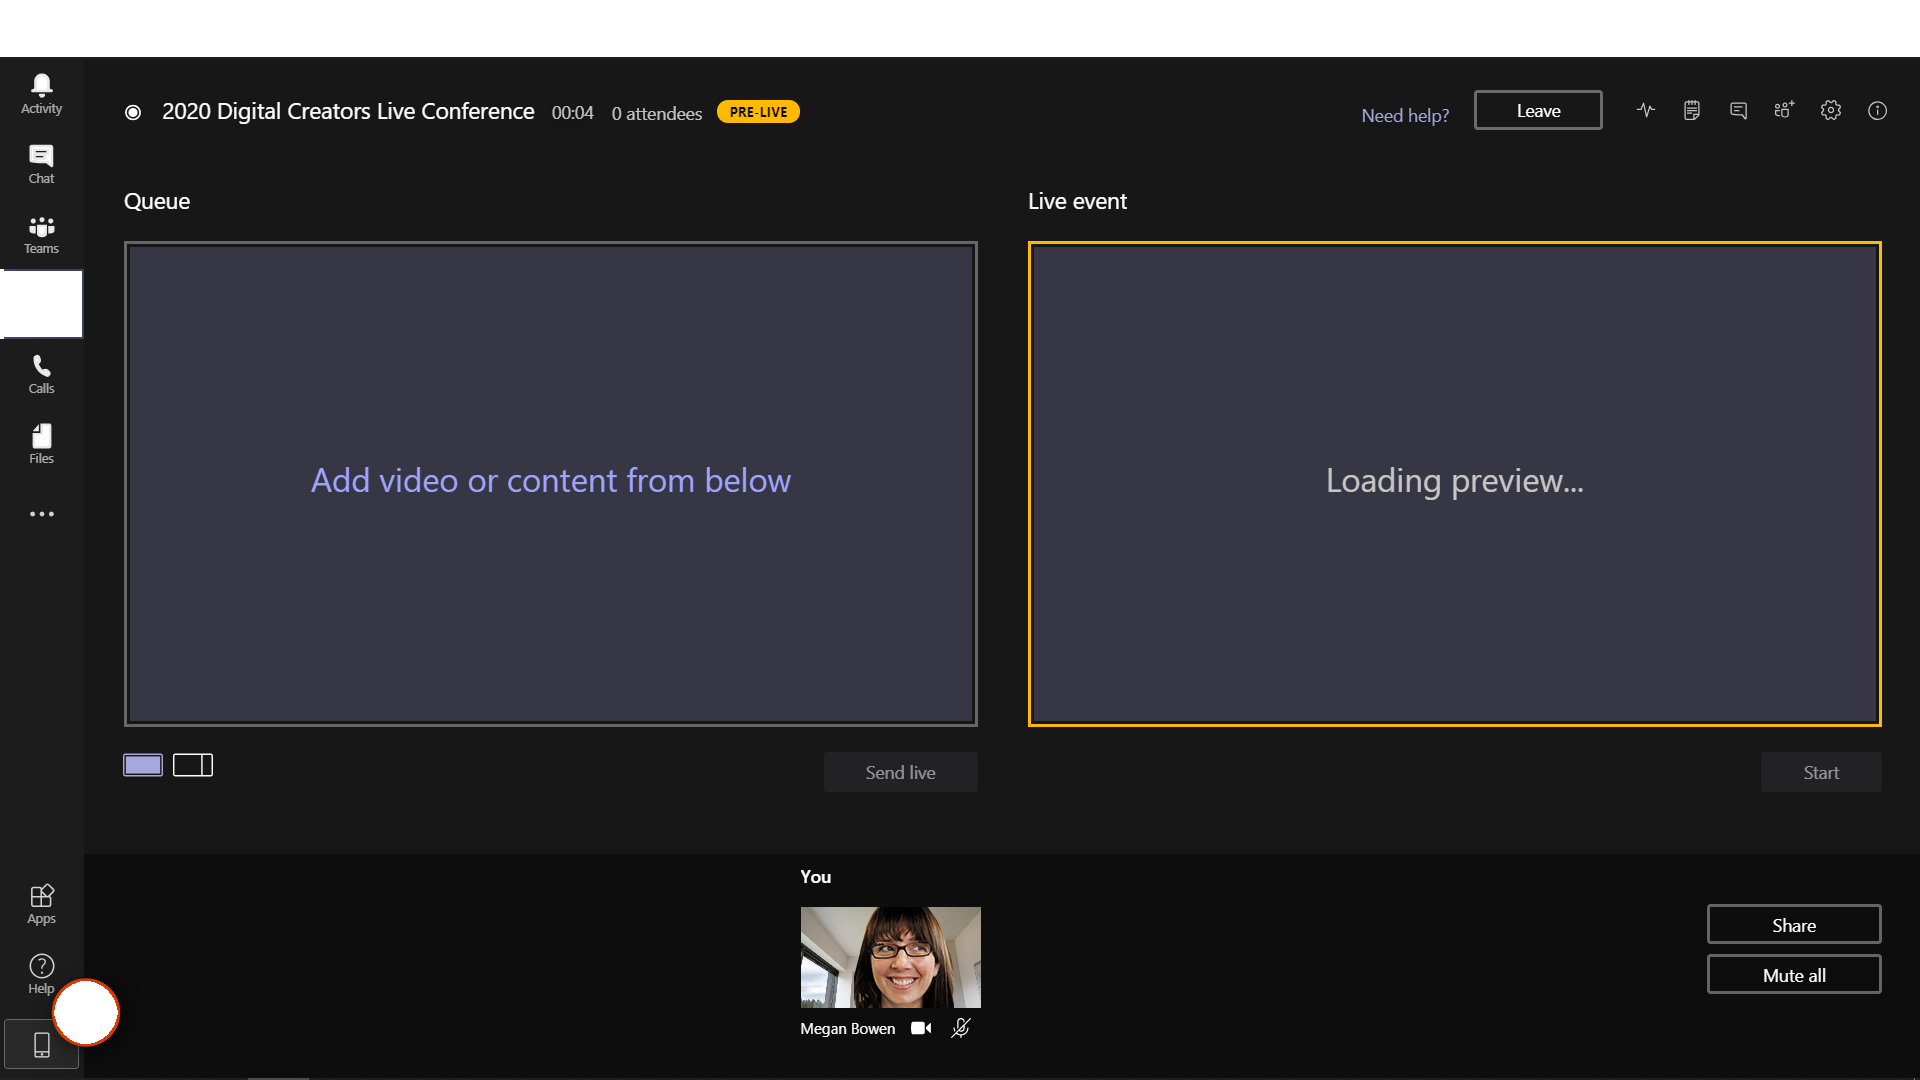 Activity
Chat
Teams
Calls
Files
Apps
Help
2020 Digital Creators Live Conference 00:04 0 attendees PRE-LIVE
Need help? Leave
Queue
Add video or content from below
Send live
Live event
Loading preview...
Start
You
Megan Bowen
Share
Mute all